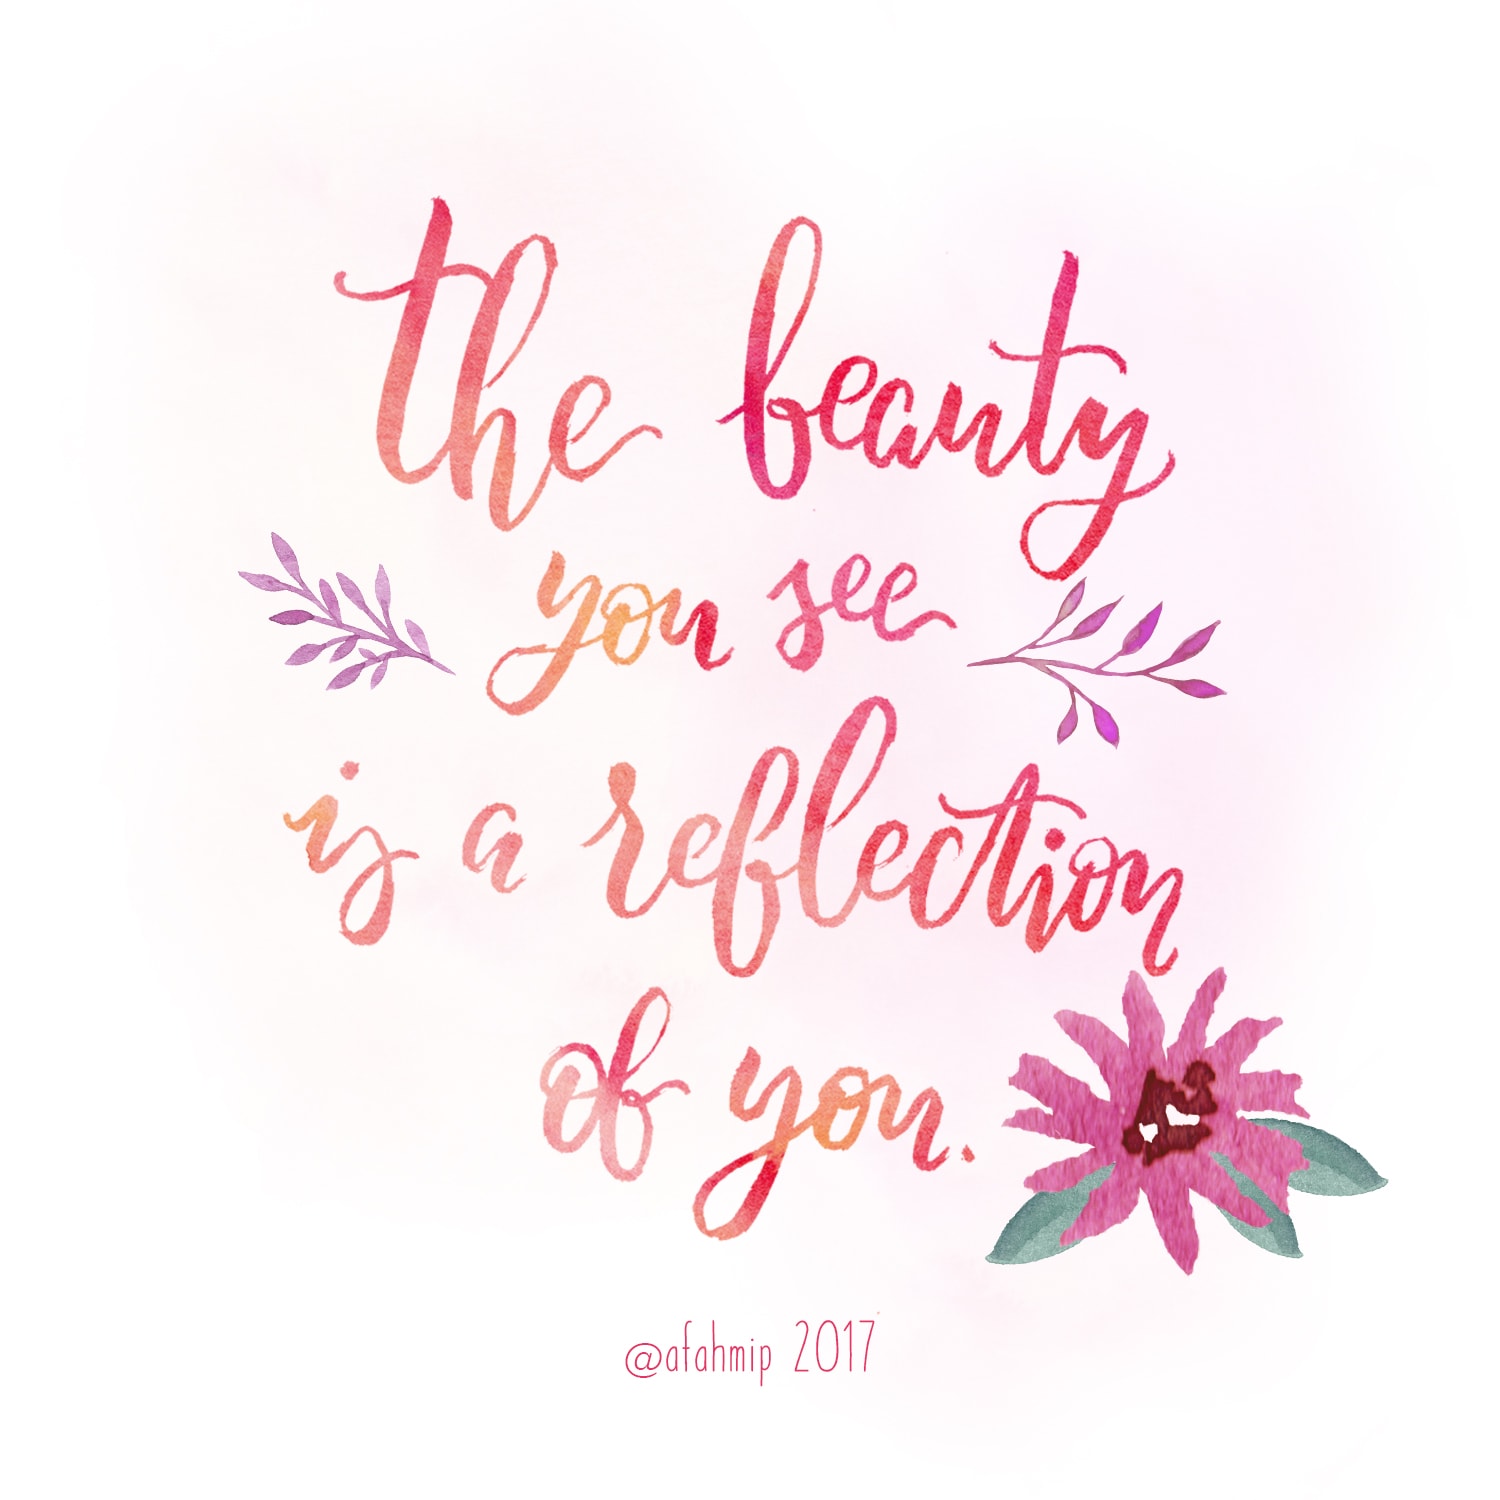 the beauty
you see
is a reflection
of you.
@afahmip 2017